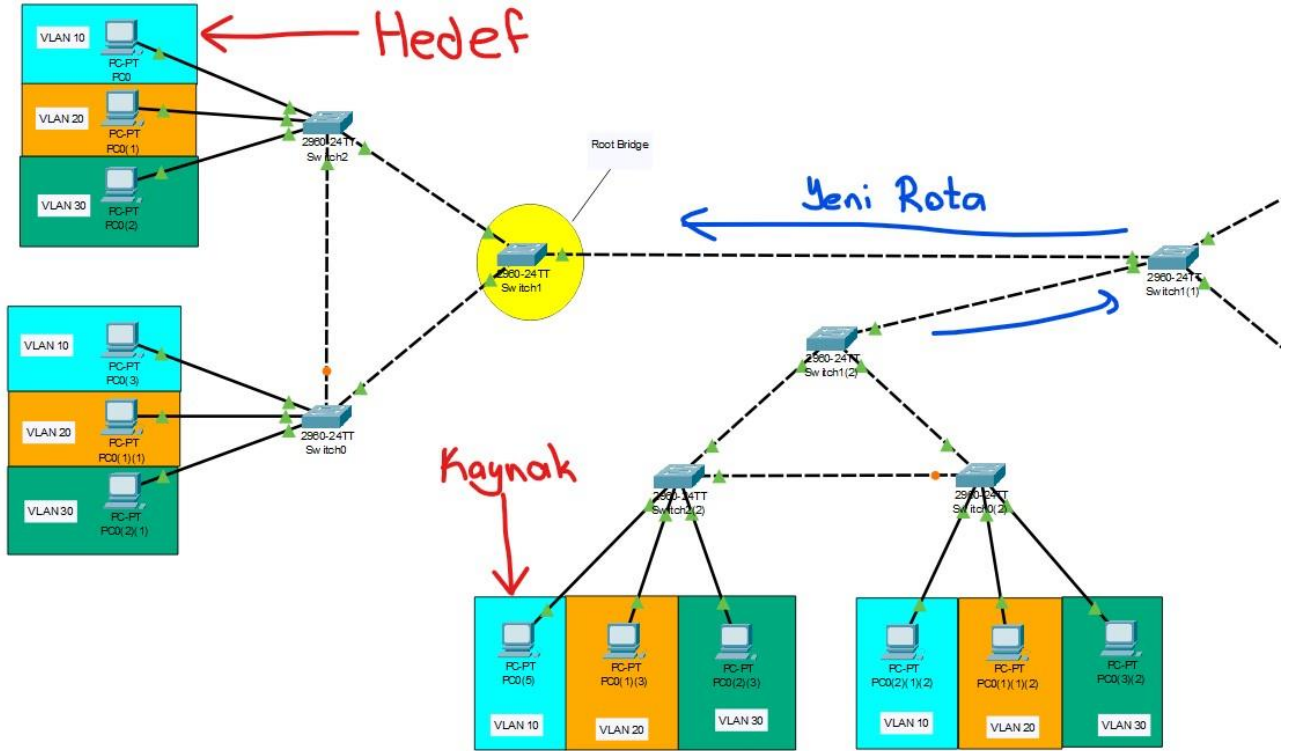 VLAN 10
PC-PT
PC0
VLAN 20
PC-PT
PC0(1)
VLAN 30
PC-PT
PC0(2)
Hedef
2960-24TT
Switch2
Root Bridge
2960-24TT
Switch1
Yeni Rota
2960-24TT
Switch1(1)
VLAN 10
PC-PT
PC0(3)
VLAN 20
PC-PT
PC0(1)(1)
VLAN 30
PC-PT
PC0(2)(1)
2960-24TT
Switch0
2960-24TT
Switch1(2)
Kaynak
2960-24TT
Switch2(2)
2960-24TT
Switch0(2)
PC-PT
PC0(5)
VLAN 10
PC-PT
PC0(1)(3)
VLAN 20
PC-PT
PC0(2)(3)
VLAN 30
PC-PT
PC0(2)(1)(2)
VLAN 10
PC-PT
PC0(1)(1)(2)
VLAN 20
PC-PT
PC0(3)(2)
VLAN 30